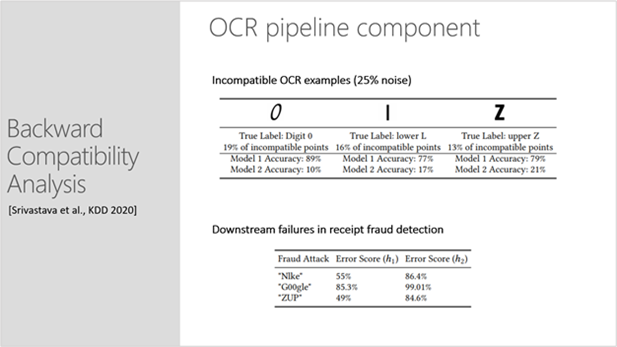 OCR pipeline component
Backward
Compatibility
Analysis
[Srivastava et al., KDD 2020]
Incompatible OCR examples (25% noise)
0 l Z
True Label: Digit 0 True Label: lower L True Label: upper Z
19% of incompatible points 16% of incompatible points 13% of incompatible points
Model 1 Accuracy: 89% Model 1 Accuracy: 77% Model 1 Accuracy: 79%
Model 2 Accuracy: 10% Model 2 Accuracy: 17% Model 2 Accuracy: 21%
Downstream failures in receipt fraud detection
Fraud Attack Error Score (h₁) Error Score (h₂)
"Nlke" 55% 86.4%
"G00gle" 85.3% 99.01%
"ZUP" 49% 84.6%